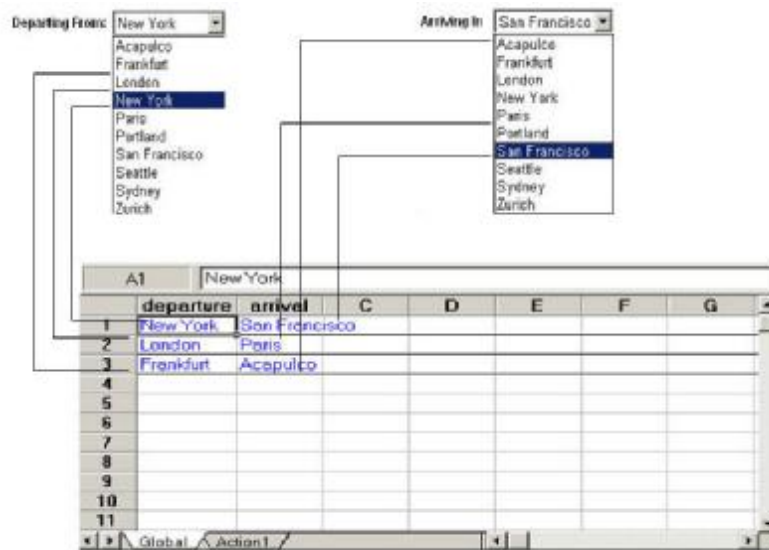 Departing From: New York
Acapulco
Frankfurt
London
New York
Paris
Portland
San Francisco
Seattle
Sydney
Zurich
Arriving In: San Francisco
Acapulco
Frankfurt
London
New York
Paris
Portland
San Francisco
Seattle
Sydney
Zurich
A1 New York
departure arrival C D E F G
1 New York San Francisco
2 London Paris
3 Frankfurt Acapulco
4
5
6
7
8
9
10
11
Global Action1